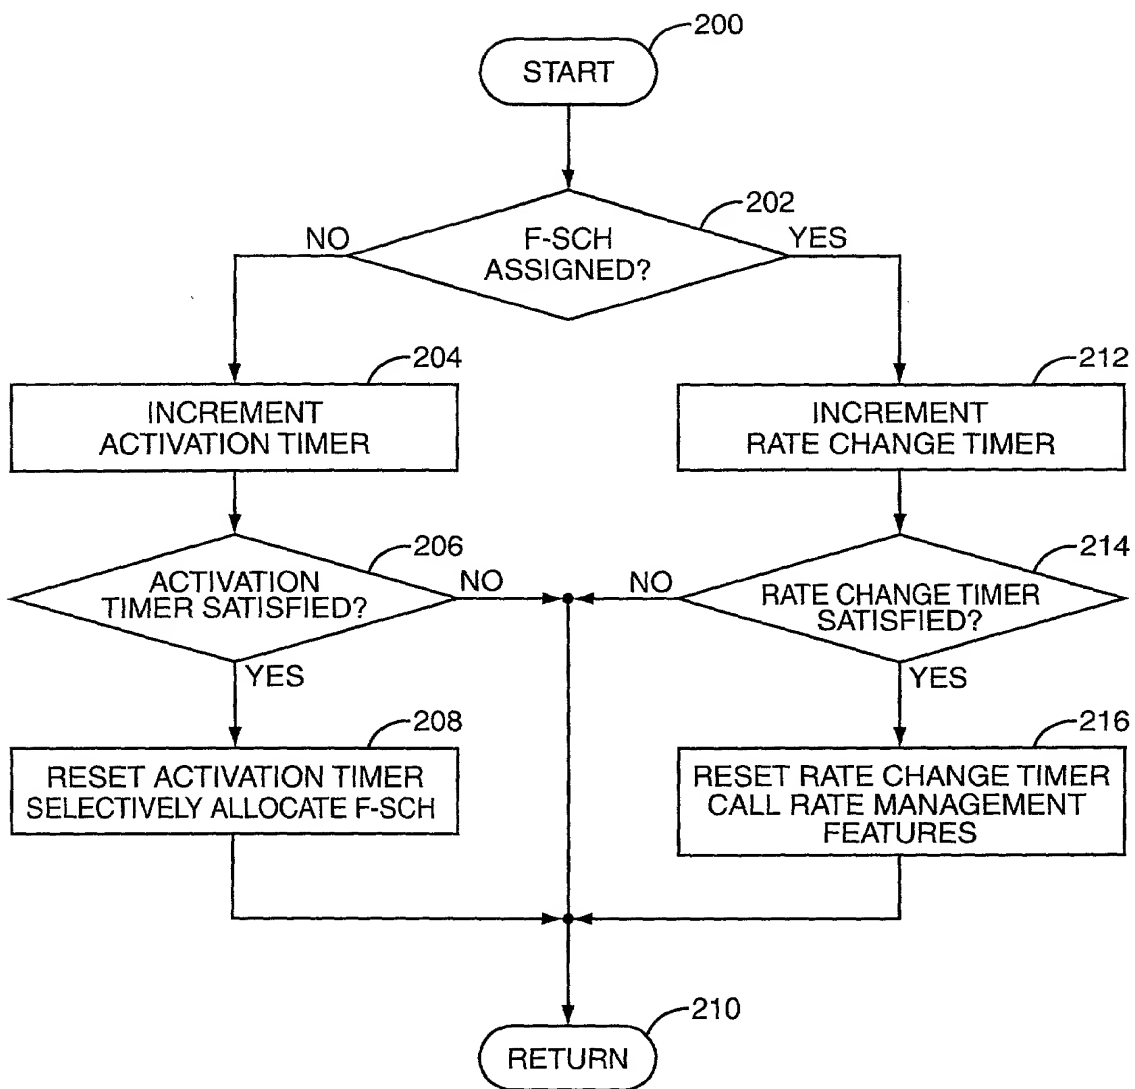 200
START
202
F-SCH
ASSIGNED?
NO
YES
204
INCREMENT
ACTIVATION TIMER
212
INCREMENT
RATE CHANGE TIMER
206
ACTIVATION
TIMER SATISFIED?
NO
YES
214
RATE CHANGE TIMER
SATISFIED?
NO
YES
208
RESET ACTIVATION TIMER
SELECTIVELY ALLOCATE F-SCH
216
RESET RATE CHANGE TIMER
CALL RATE MANAGEMENT
FEATURES
210
RETURN